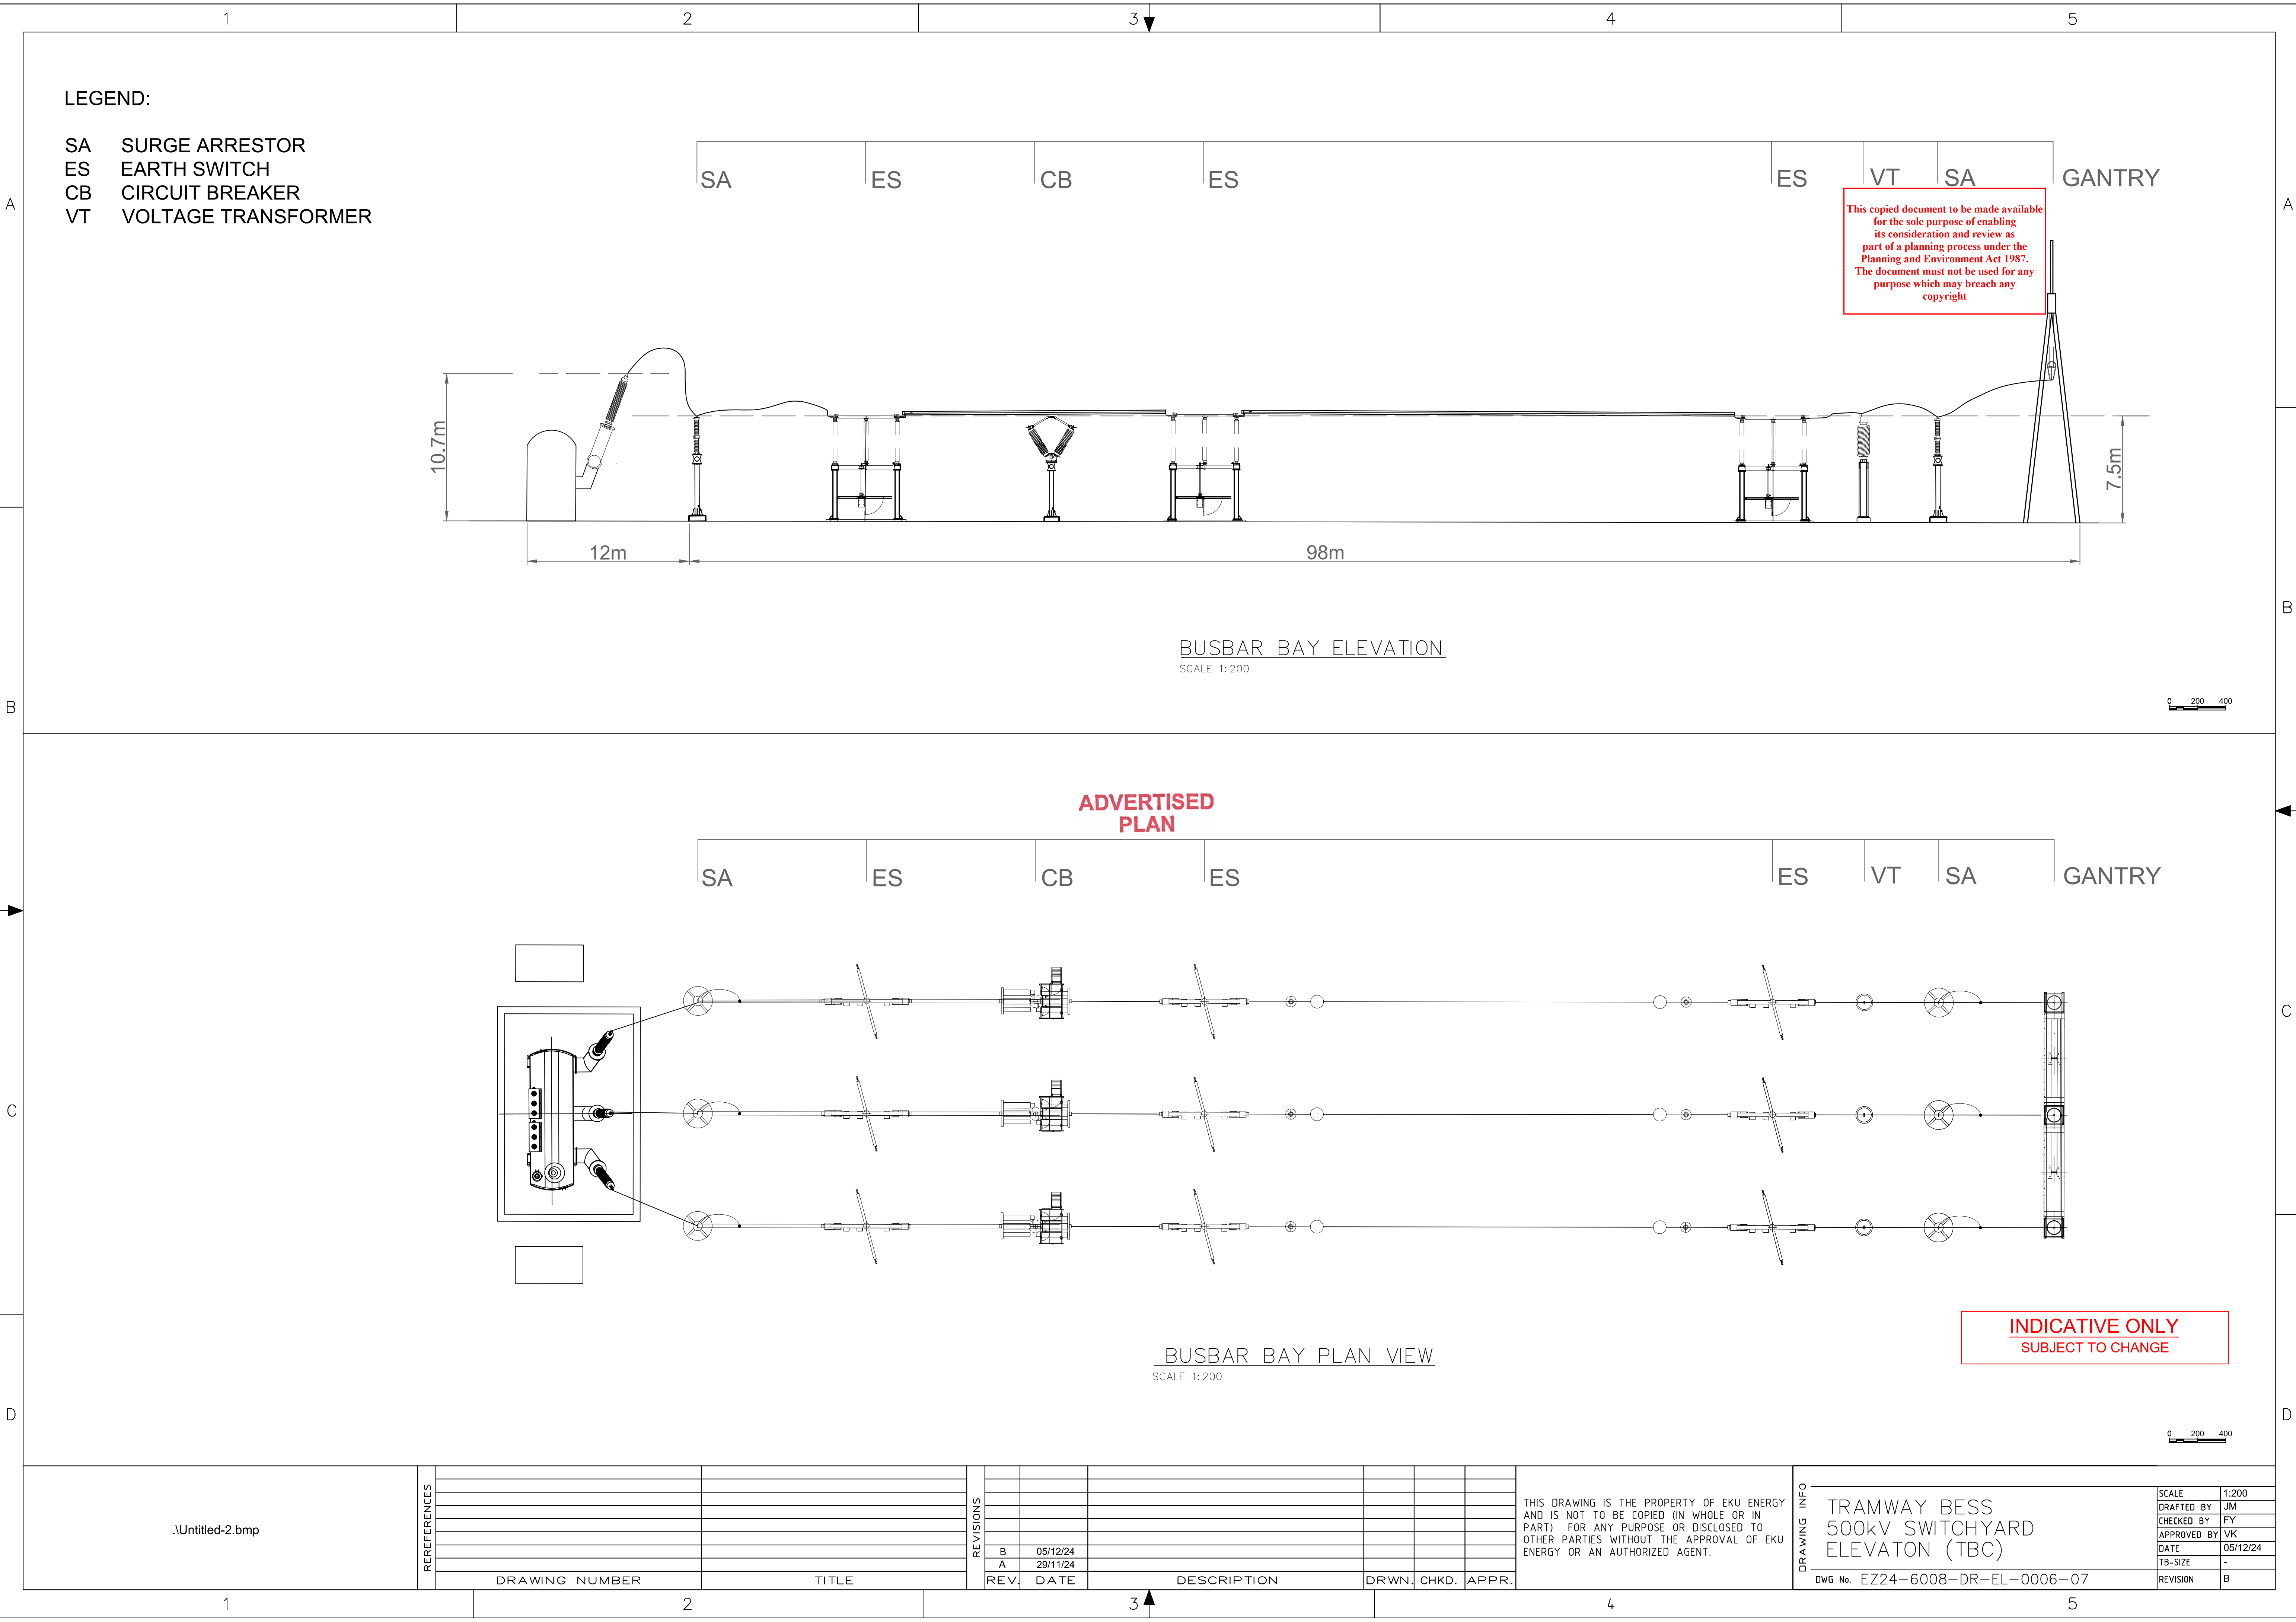 1 2 3 4 5
LEGEND:
SA SURGE ARRESTOR
ES EARTH SWITCH
CB CIRCUIT BREAKER
VT VOLTAGE TRANSFORMER
A
A
SA ES CB ES ES VT SA GANTRY
This copied document to be made available
for the sole purpose of enabling
its consideration and review as
part of a planning process under the
Planning and Environment Act 1987.
The document must not be used for any
purpose which may breach any
copyright
10.7m
7.5m
12m
98m
B
BUSBAR BAY ELEVATION
SCALE 1:200
B
0 200 400
ADVERTISED
PLAN
SA ES CB ES ES VT SA GANTRY
C
C
INDICATIVE ONLY
SUBJECT TO CHANGE
BUSBAR BAY PLAN VIEW
SCALE 1:200
D
D
0 200 400
.\Untitled-2.bmp
REREFERENCES
DRAWING NUMBER TITLE
REVISIONS
B 05/12/24
A 29/11/24
REV. DATE DESCRIPTION DRWN. CHKD. APPR.
THIS DRAWING IS THE PROPERTY OF EKU ENERGY
AND IS NOT TO BE COPIED (IN WHOLE OR IN
PART) FOR ANY PURPOSE OR DISCLOSED TO
OTHER PARTIES WITHOUT THE APPROVAL OF EKU
ENERGY OR AN AUTHORIZED AGENT.
DRAWING INFO
TRAMWAY BESS
500kV SWITCHYARD
ELEVATON (TBC)
DWG No. EZ24-6008-DR-EL-0006-07
SCALE 1:200
DRAFTED BY JM
CHECKED BY FY
APPROVED BY VK
DATE 05/12/24
TB-SIZE -
REVISION B
1 2 3 4 5